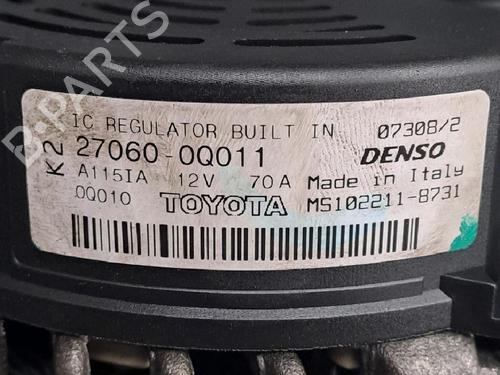 B-PARTS
IC REGULATOR BUILT IN 07308/2
K2 27060-0Q011 DENSO
A115IA 12V 70A Made in Italy
0Q010 TOYOTA MS102211-8731